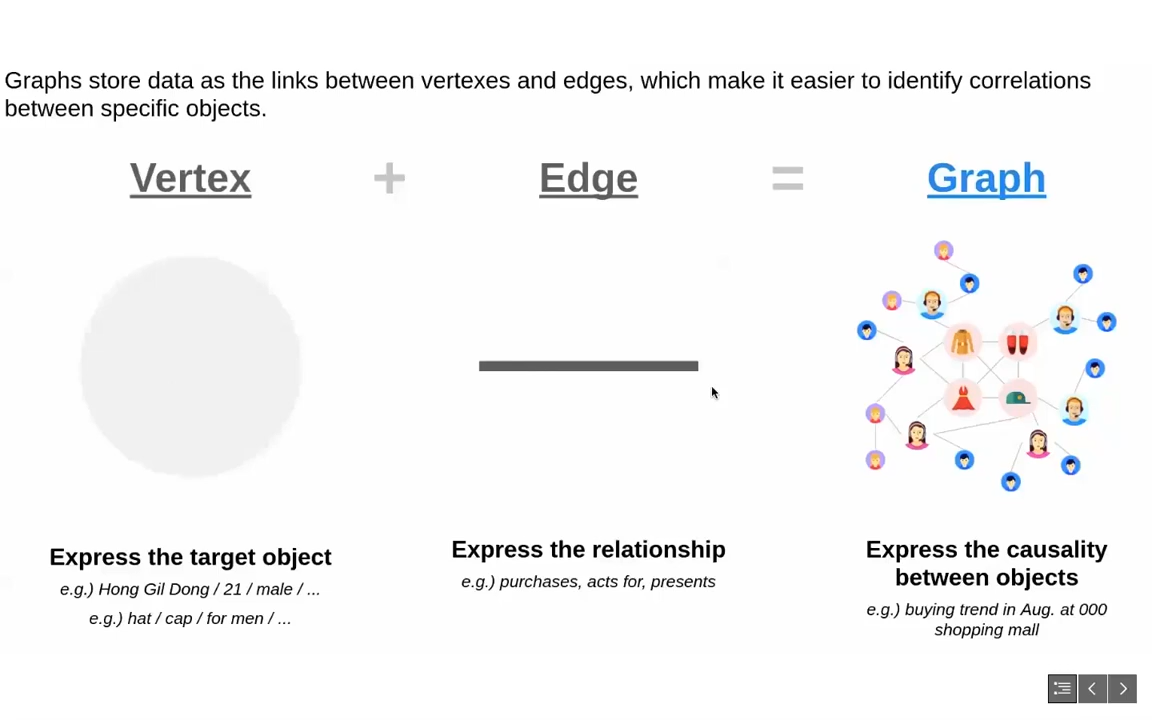 Graphs store data as the links between vertexes and edges, which make it easier to identify correlations
between specific objects.
Vertex + Edge = Graph
Express the target object
e.g.) Hong Gil Dong / 21 / male / ...
e.g.) hat / cap / for men / ...
Express the relationship
e.g.) purchases, acts for, presents
Express the causality
between objects
e.g.) buying trend in Aug. at 000
shopping mall